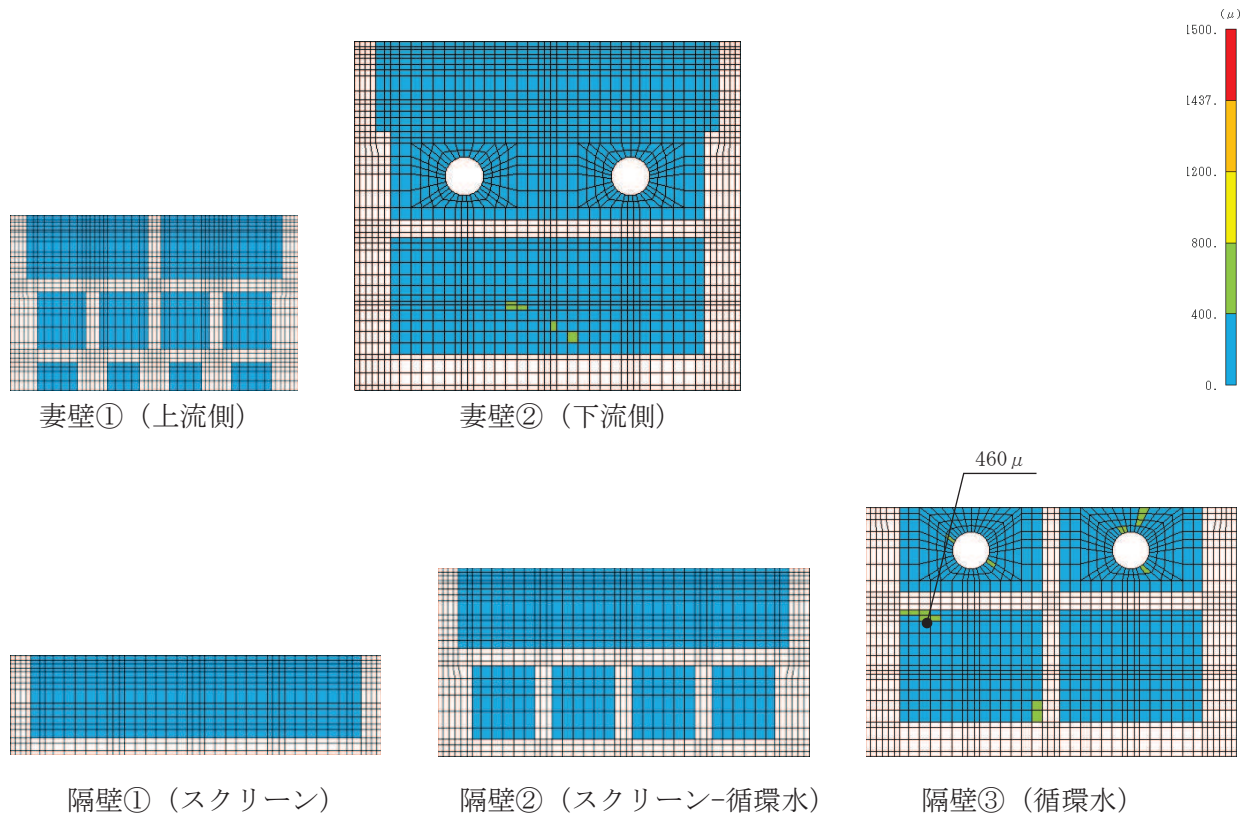 (μ)
1500.
1437.
1200.
800.
400.
0.
妻壁①（上流側）
妻壁②（下流側）
460μ
隔壁①（スクリーン）
隔壁②（スクリーン−循環水）
隔壁③（循環水）